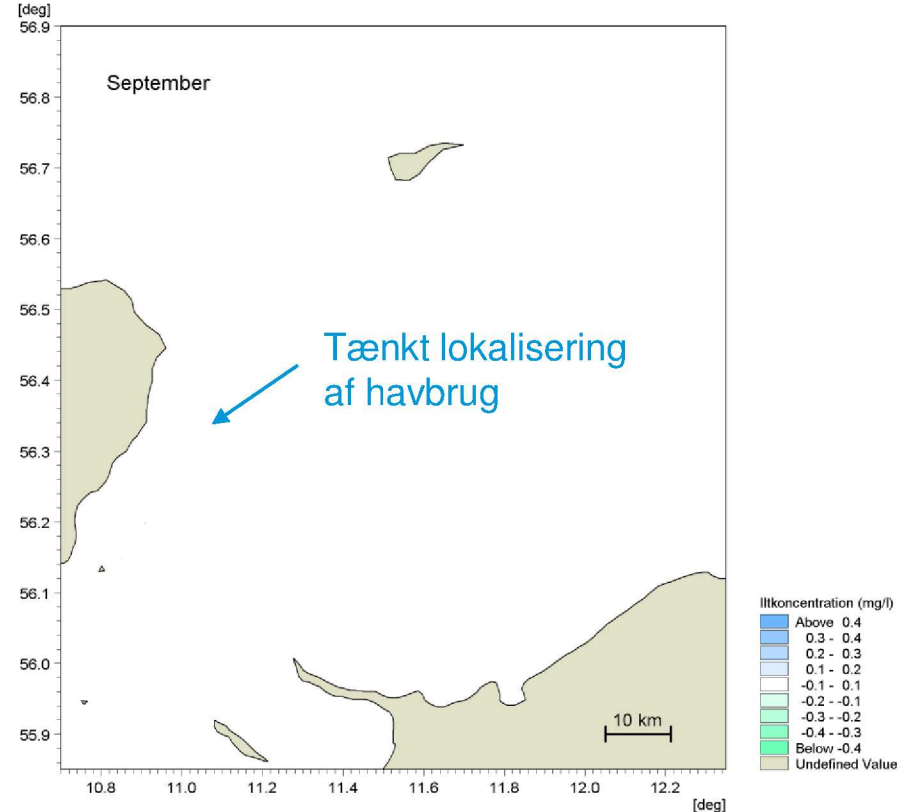 [deg]
56.9
56.8
56.7
56.6
56.5
56.4
56.3
56.2
56.1
56.0
55.9
September
Tænkt lokalisering
af havbrug
10 km
10.8 11.0 11.2 11.4 11.6 11.8 12.0 12.2
[deg]
Iltkoncentration (mg/l)
Above 0.4
0.3 - 0.4
0.2 - 0.3
0.1 - 0.2
-0.1 - 0.1
-0.2 - -0.1
-0.3 - -0.2
-0.4 - -0.3
Below -0.4
Undefined Value